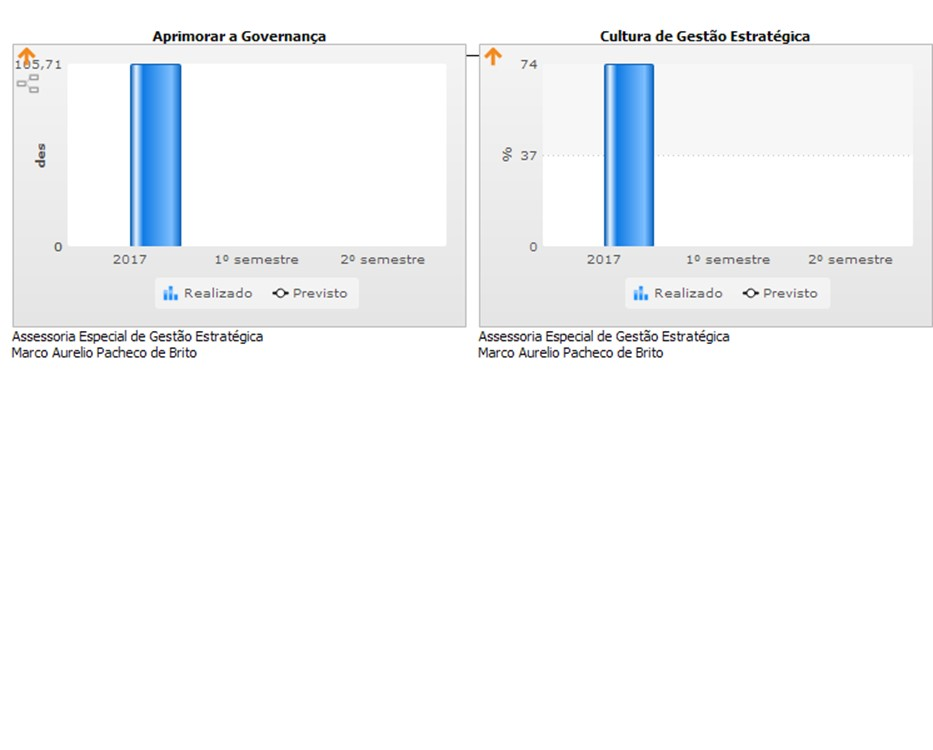 Aprimorar a Governança
105,71
des
0
2017 1º semestre 2º semestre
Realizado Previsto
Assessoria Especial de Gestão Estratégica
Marco Aurelio Pacheco de Brito
Cultura de Gestão Estratégica
74
% 37
0
2017 1º semestre 2º semestre
Realizado Previsto
Assessoria Especial de Gestão Estratégica
Marco Aurelio Pacheco de Brito